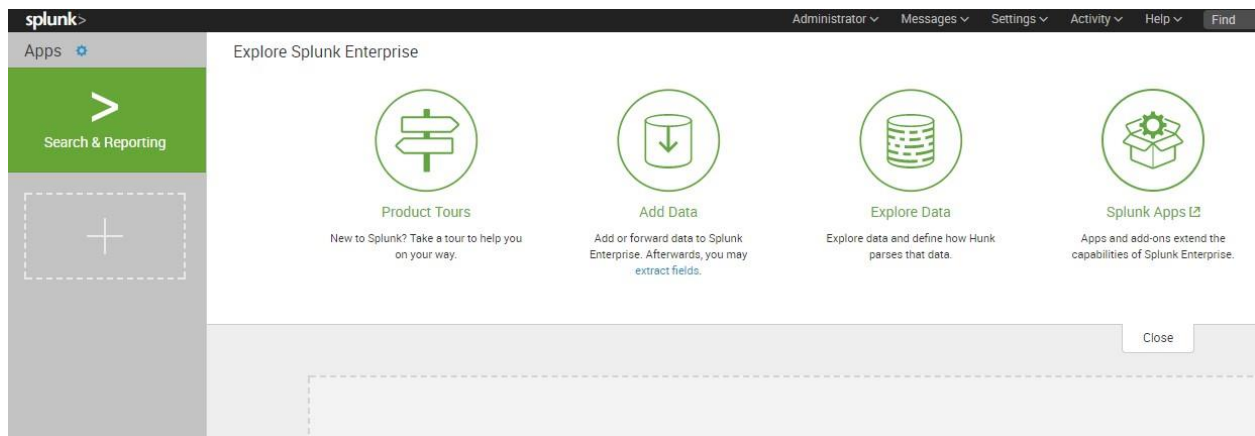 splunk>
Administrator Messages Settings Activity Help Find
Apps
Explore Splunk Enterprise
>
Search & Reporting
Product Tours
New to Splunk? Take a tour to help you
on your way.
Add Data
Add or forward data to Splunk
Enterprise. Afterwards, you may
extract fields.
Explore Data
Explore data and define how Hunk
parses that data.
Splunk Apps
Apps and add-ons extend the
capabilities of Splunk Enterprise.
Close